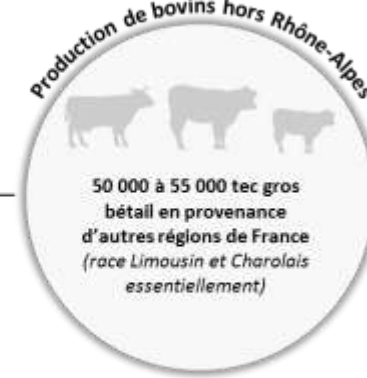 Production de bovins hors Rhône-Alpes
50 000 à 55 000 tec gros
bétail en provenance
d'autres régions de France
(race Limousin et Charolais
essentiellement)